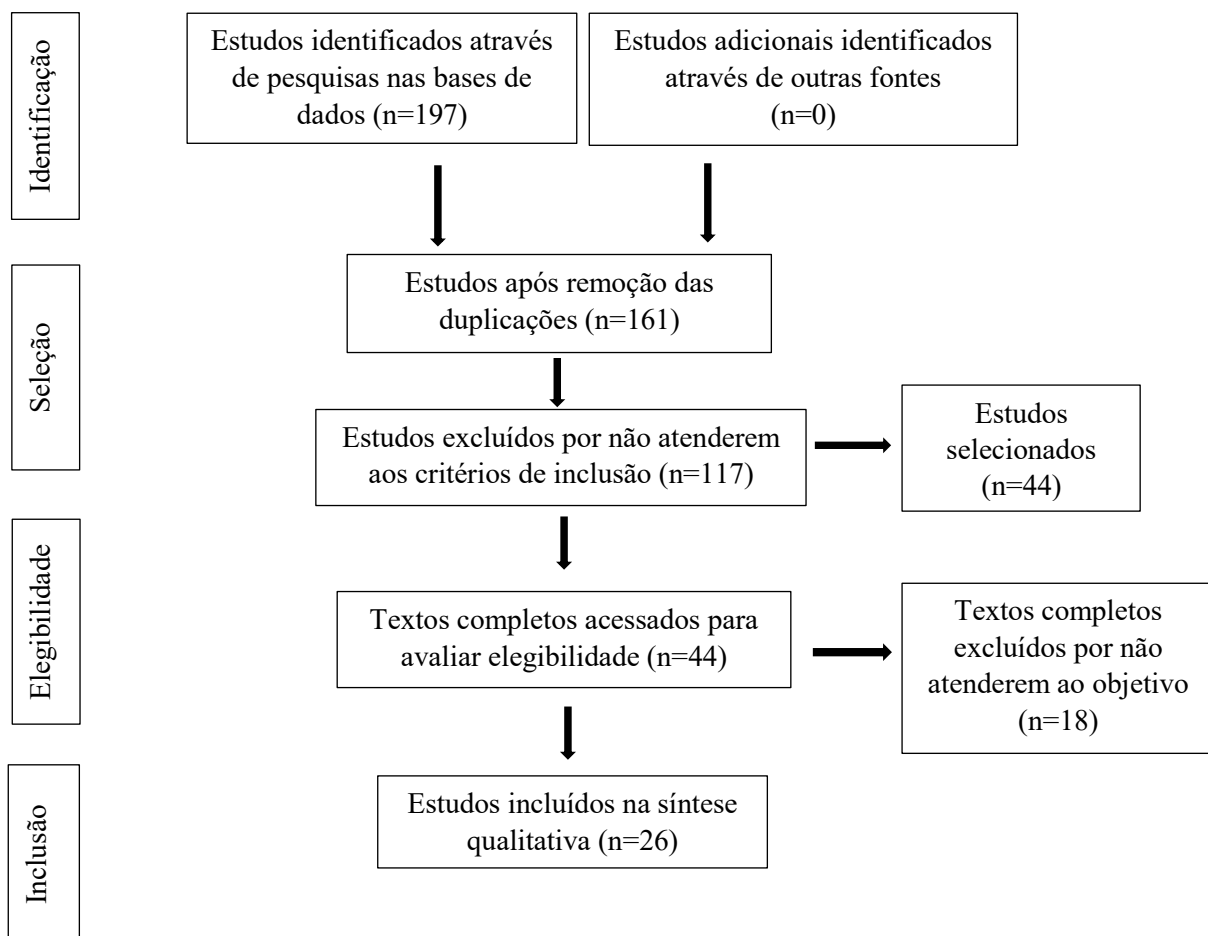 Identificação
Estudos identificados através
de pesquisas nas bases de
dados (n=197)
Estudos adicionais identificados
através de outras fontes
(n=0)
Seleção
Estudos após remoção das
duplicações (n=161)
Estudos excluídos por não atenderem
aos critérios de inclusão (n=117)
Estudos
selecionados
(n=44)
Elegibilidade
Textos completos acessados para
avaliar elegibilidade (n=44)
Textos completos
excluídos por não
atenderem ao objetivo
(n=18)
Inclusão
Estudos incluídos na síntese
qualitativa (n=26)